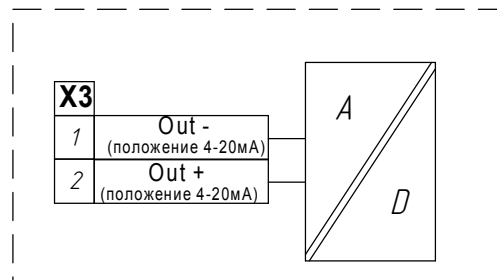 X3
1 Out -
(положение 4-20мА)
2 Out +
(положение 4-20мА)
A
D